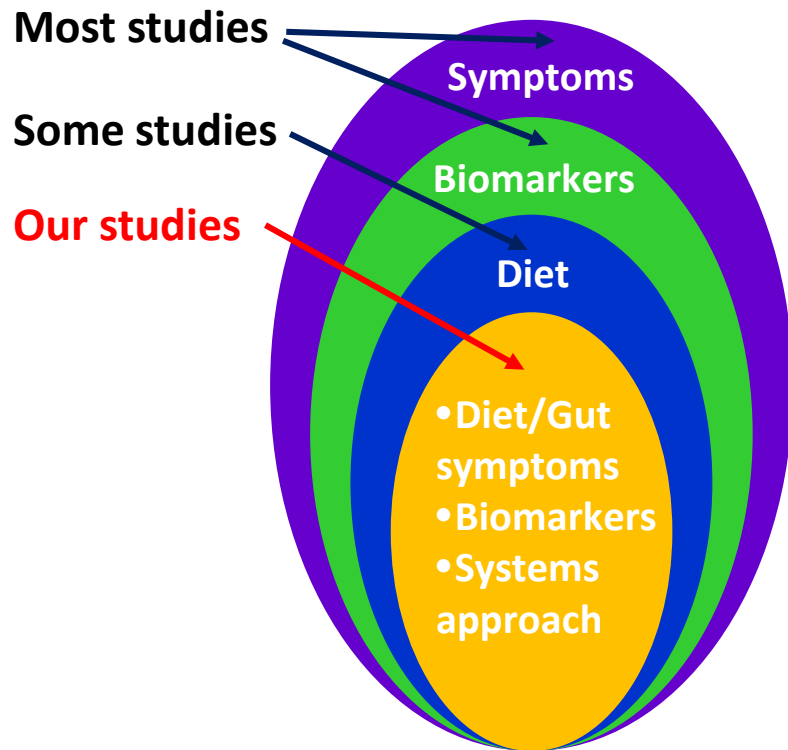 Most studies
Symptoms
Some studies
Biomarkers
Our studies
Diet
•Diet/Gut
symptoms
•Biomarkers
•Systems
approach